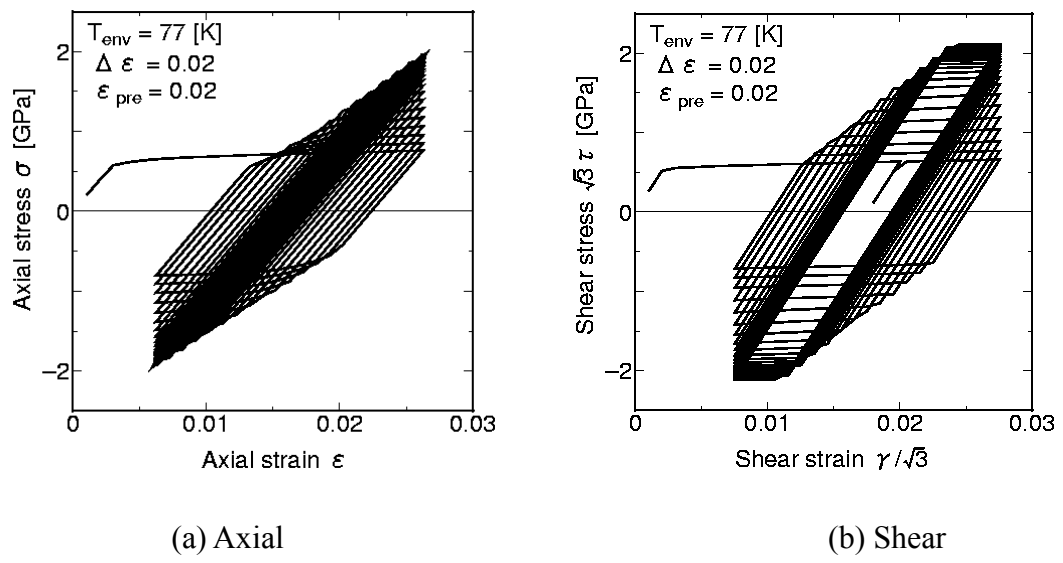 T_env = 77 [K]
Δ ε = 0.02
ε_pre = 0.02
2
0
−2
Axial stress σ [GPa]
0
0.01
0.02
0.03
Axial strain ε
(a) Axial
T_env = 77 [K]
Δ ε = 0.02
ε_pre = 0.02
2
0
−2
Shear stress √3 τ [GPa]
0
0.01
0.02
0.03
Shear strain γ/√3
(b) Shear